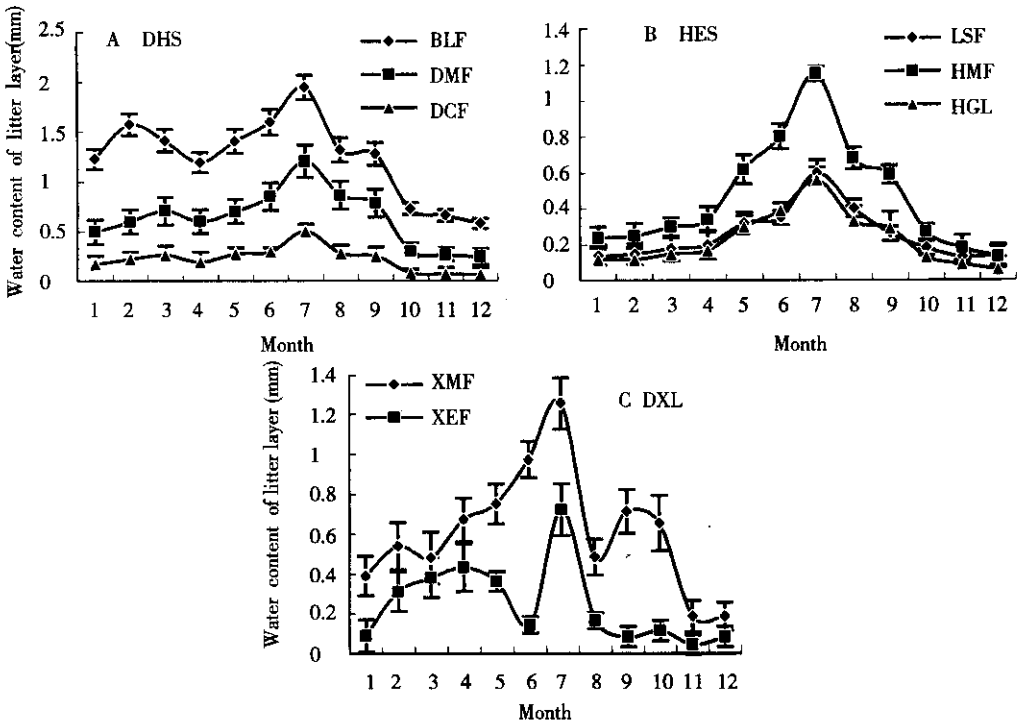 Water content of litter layer(mm)
2.5
2
1.5
1
0.5
0
A DHS
BLF
DMF
DCF
1 2 3 4 5 6 7 8 9 10 11 12
Month
1.4
1.2
1
0.8
0.6
0.4
0.2
0
B HES
LSF
HMF
HGL
1 2 3 4 5 6 7 8 9 10 11 12
Month
Water content of litter layer (mm)
1.4
1.2
1
0.8
0.6
0.4
0.2
0
XMF
XEF
C DXL
1 2 3 4 5 6 7 8 9 10 11 12
Month